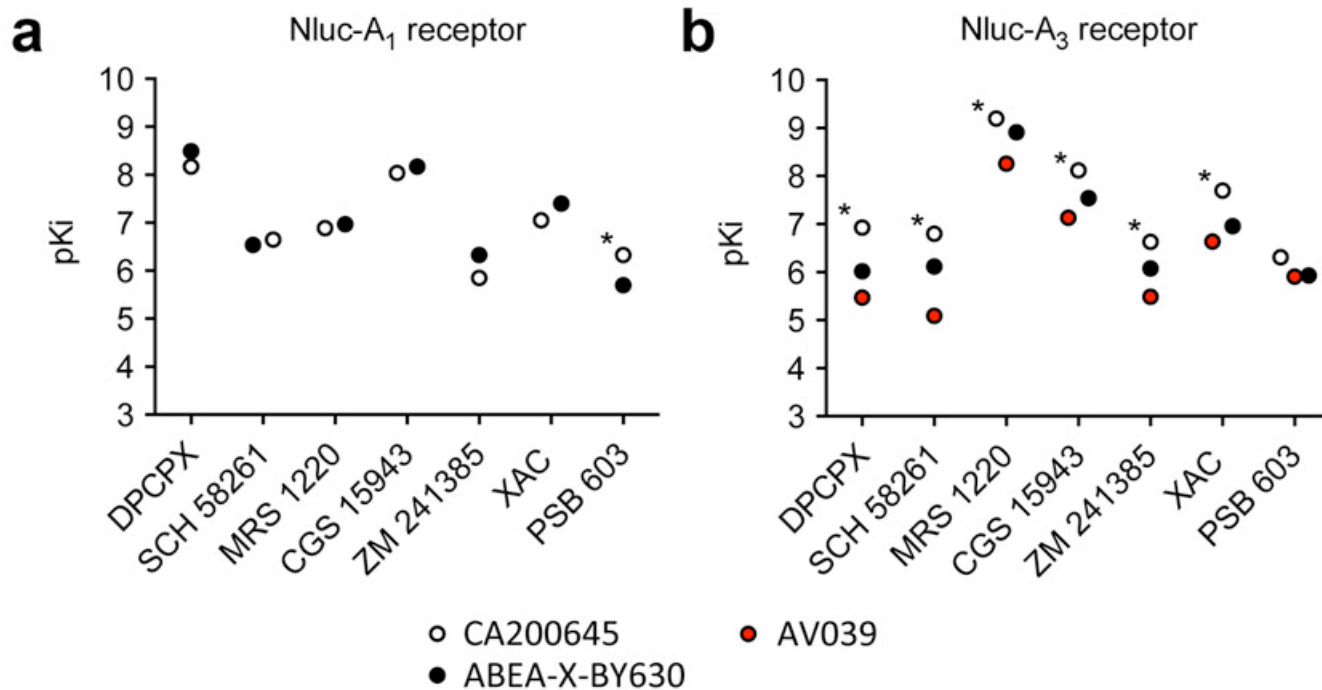 a
Nluc-A₁ receptor
10
9
8
7
6
5
4
3
pKi
*
DPCPX
SCH 58261
MRS 1220
CGS 15943
ZM 241385
XAC
PSB 603
b
Nluc-A₃ receptor
10
9
8
7
6
5
4
3
pKi
* * * * * *
DPCPX
SCH 58261
MRS 1220
CGS 15943
ZM 241385
XAC
PSB 603
CA200645
AV039
ABEA-X-BY630